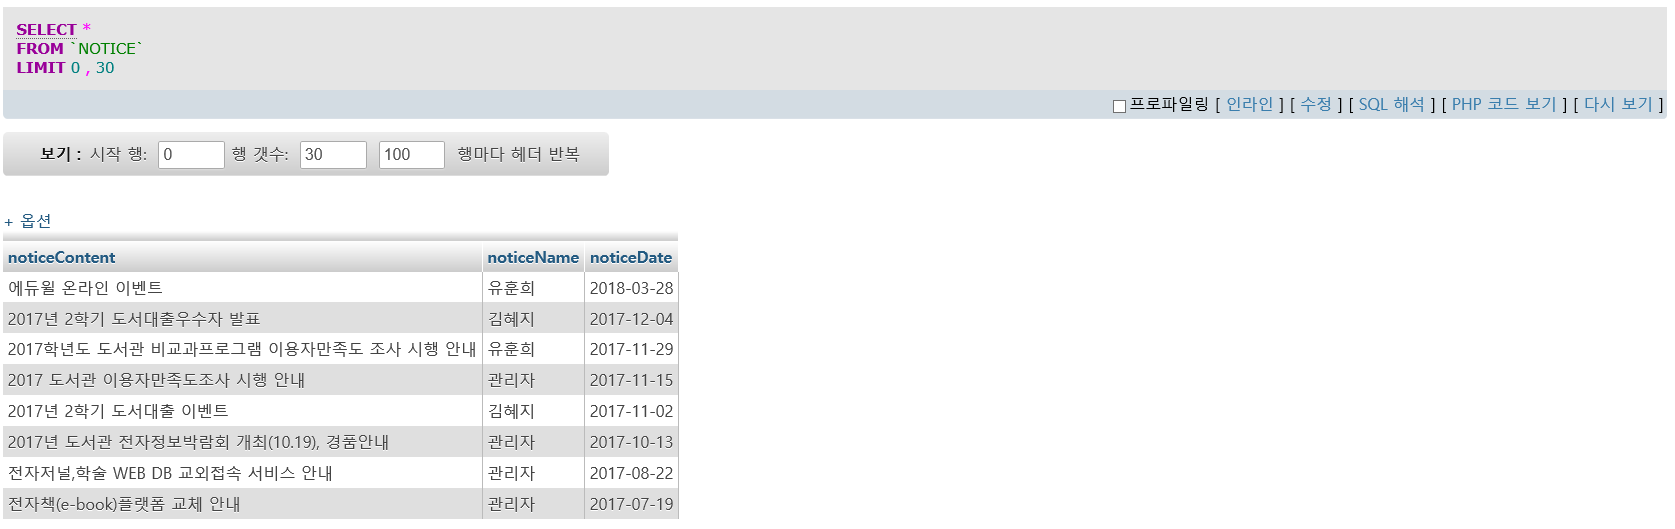 SELECT *
FROM `NOTICE`
LIMIT 0 , 30
프로파일링 [ 인라인 ] [ 수정 ] [ SQL 해석 ] [ PHP 코드 보기 ] [ 다시 보기 ]
보기 : 시작 행: 0 행 갯수: 30 100 행마다 헤더 반복
+ 옵션
noticeContent noticeName noticeDate
에듀윌 온라인 이벤트 유훈희 2018-03-28
2017년 2학기 도서대출우수자 발표 김혜지 2017-12-04
2017학년도 도서관 비교과프로그램 이용자만족도 조사 시행 안내 유훈희 2017-11-29
2017 도서관 이용자만족도조사 시행 안내 관리자 2017-11-15
2017년 2학기 도서대출 이벤트 김혜지 2017-11-02
2017년 도서관 전자정보박람회 개최(10.19), 경품안내 관리자 2017-10-13
전자저널,학술 WEB DB 교외접속 서비스 안내 관리자 2017-08-22
전자책(e-book)플랫폼 교체 안내 관리자 2017-07-19